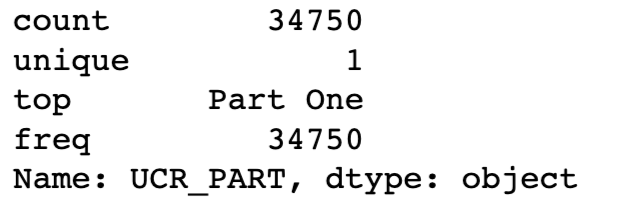 count 34750
unique 1
top Part One
freq 34750
Name: UCR_PART, dtype: object